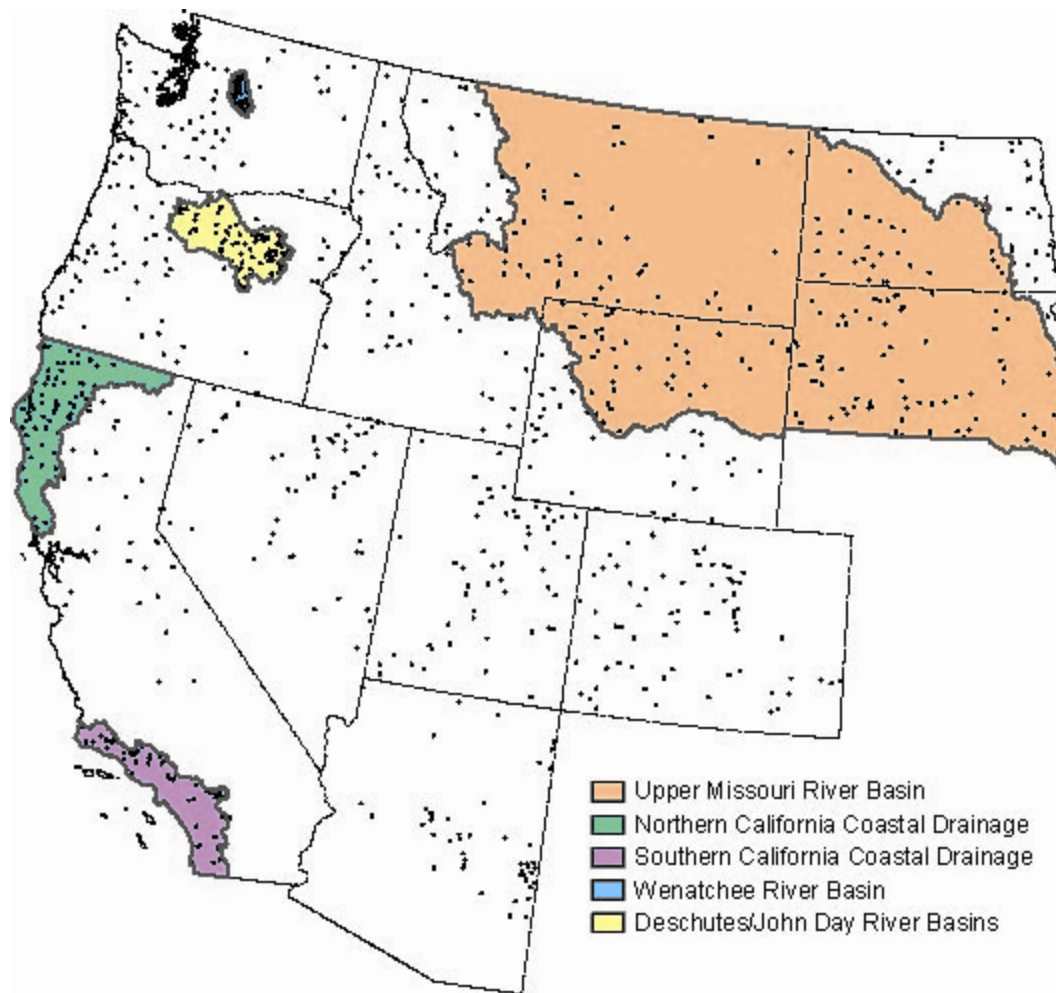 Upper Missouri River Basin
Northern California Coastal Drainage
Southern California Coastal Drainage
Wenatchee River Basin
Deschutes/John Day River Basins